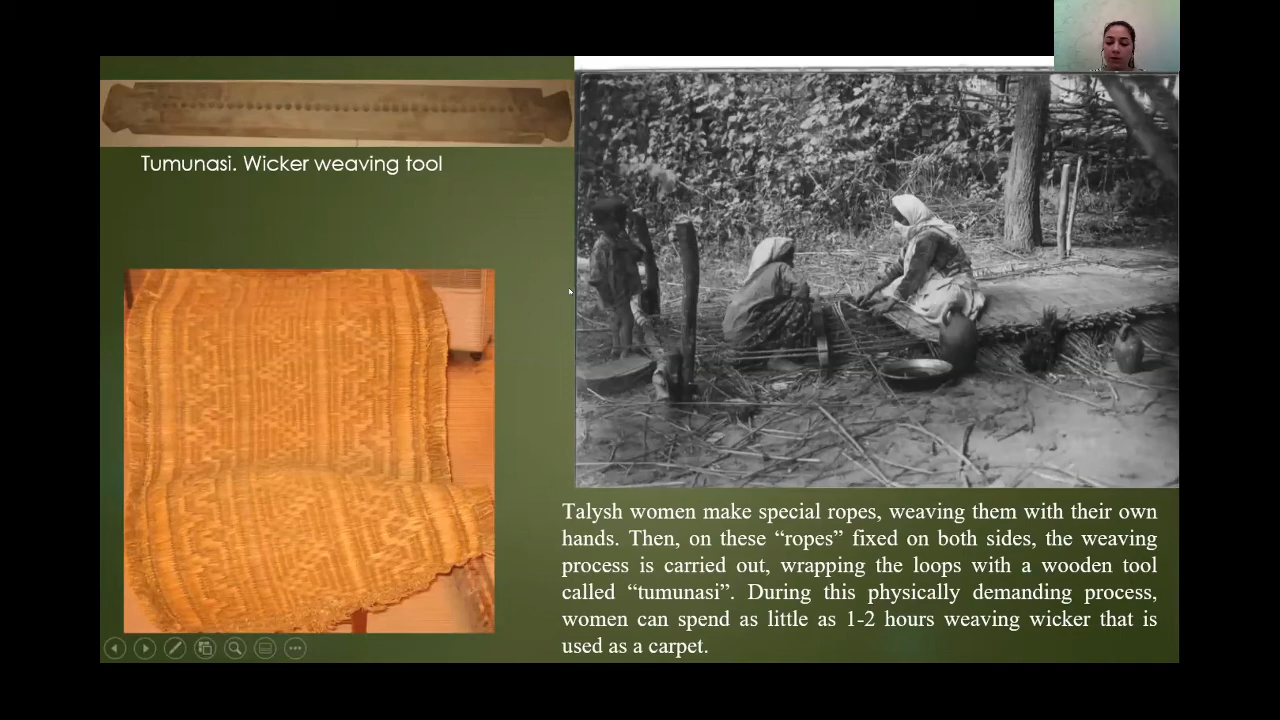 Tumunasi. Wicker weaving tool
Talysh women make special ropes, weaving them with their own
hands. Then, on these “ropes” fixed on both sides, the weaving
process is carried out, wrapping the loops with a wooden tool
called “tumunasi”. During this physically demanding process,
women can spend as little as 1-2 hours weaving wicker that is
used as a carpet.